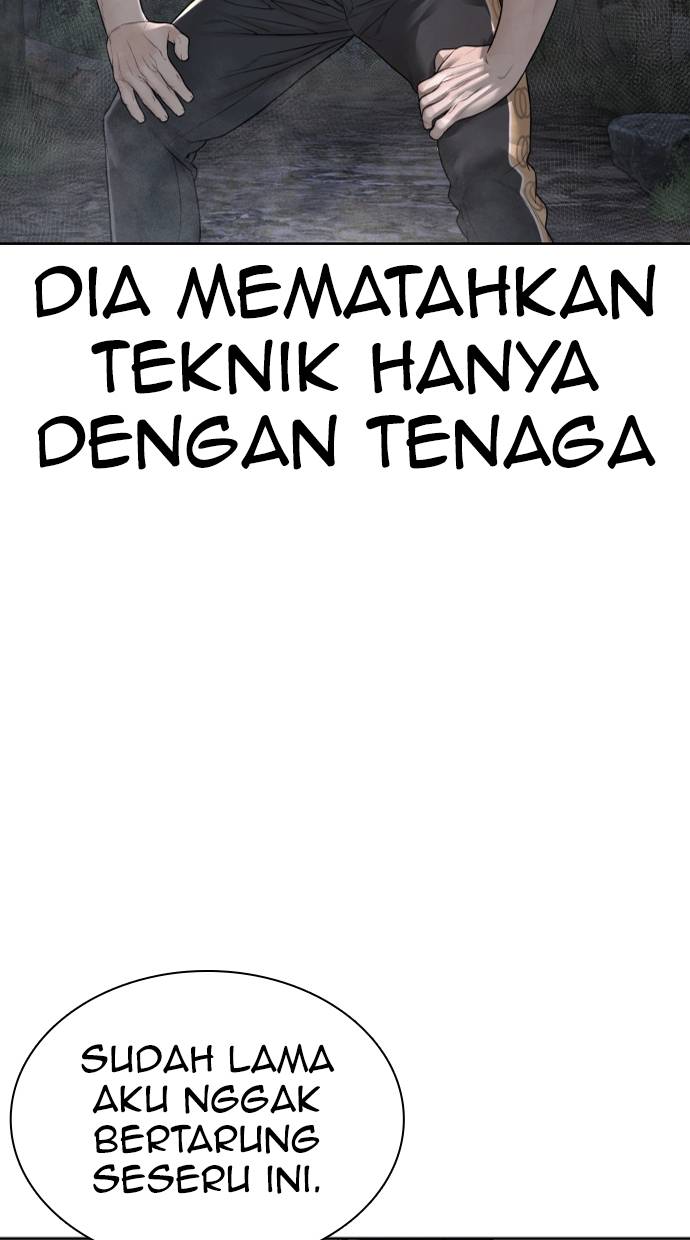 DIA MEMATAHKAN
TEKNIK HANYA
DENGAN TENAGA
SUDAH LAMA
AKU NGGAK
BERTARUNG
SESERU INI.